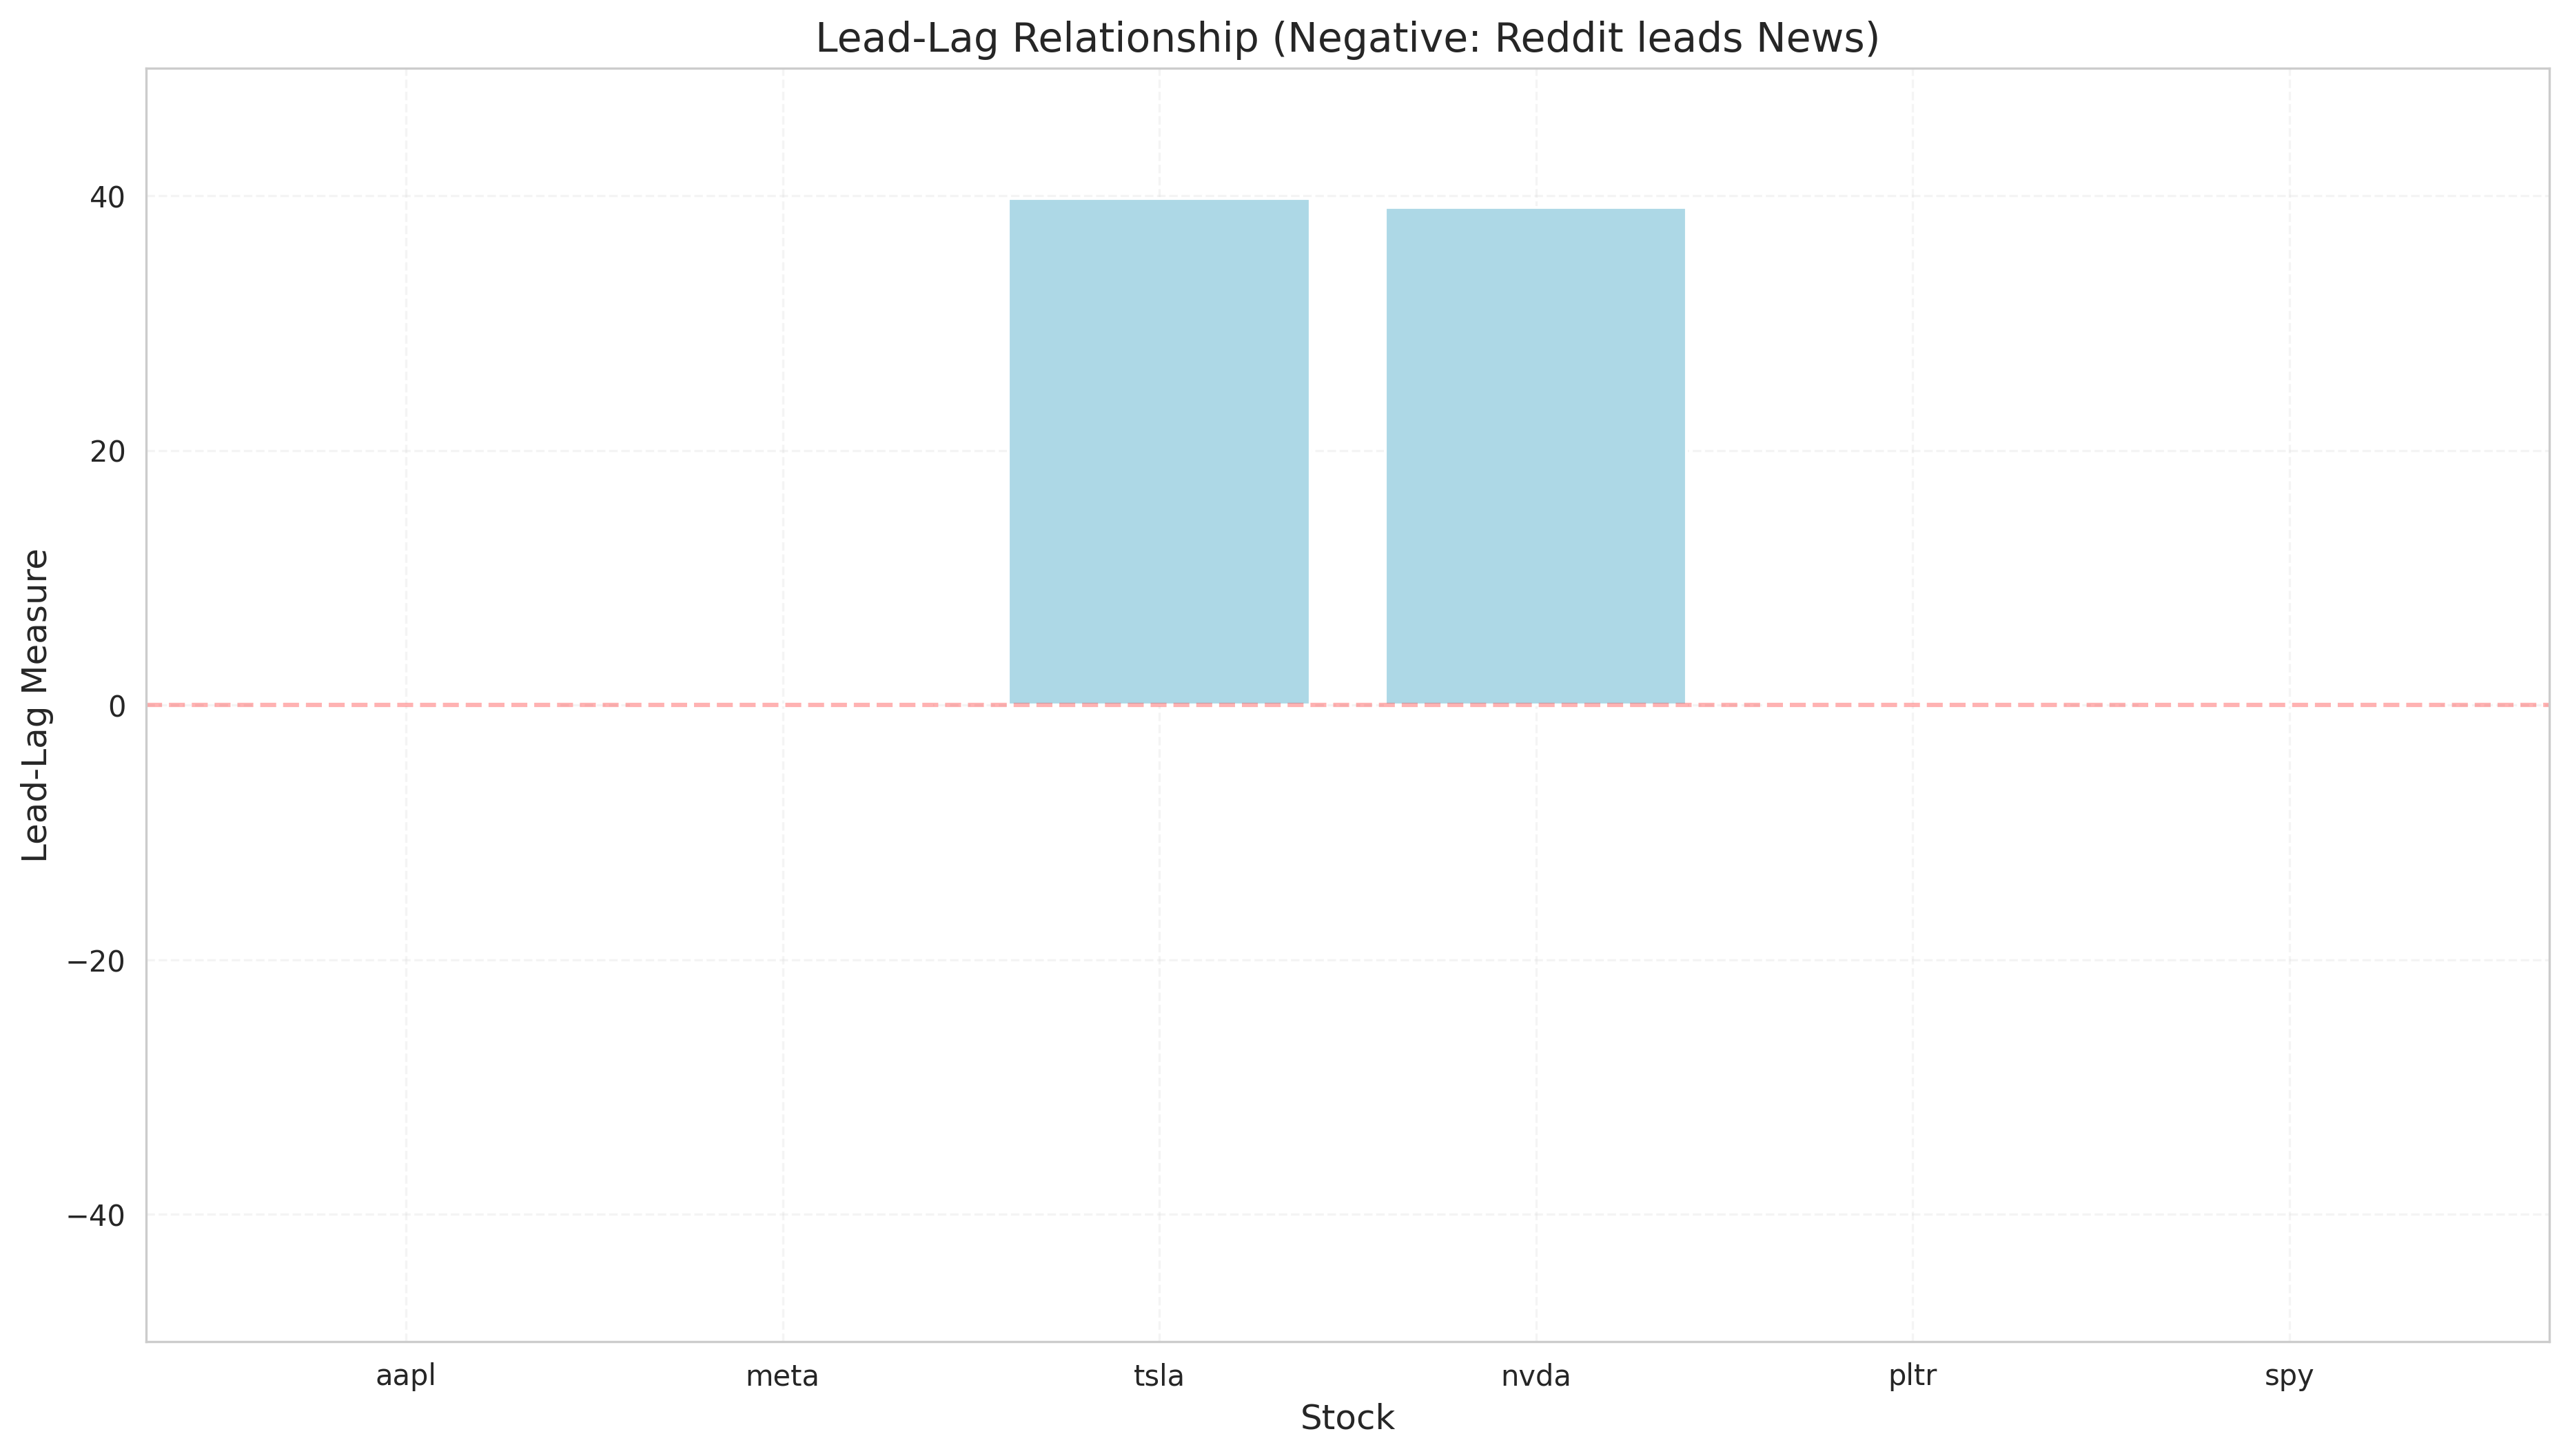 Lead-Lag Relationship (Negative: Reddit leads News)
Lead-Lag Measure
40
20
0
−20
−40
aapl meta tsla nvda pltr spy
Stock